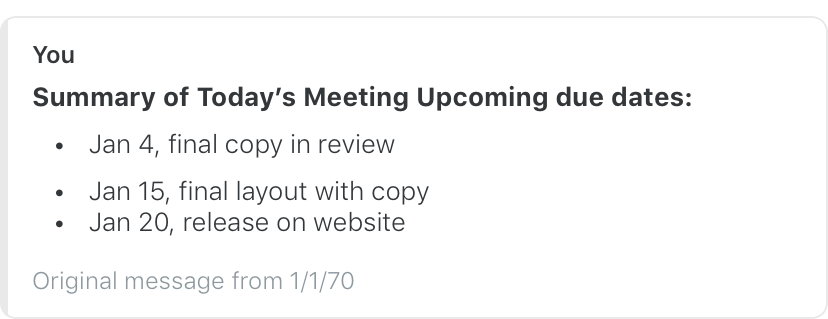 You
Summary of Today’s Meeting Upcoming due dates:
• Jan 4, final copy in review
• Jan 15, final layout with copy
• Jan 20, release on website
Original message from 1/1/70